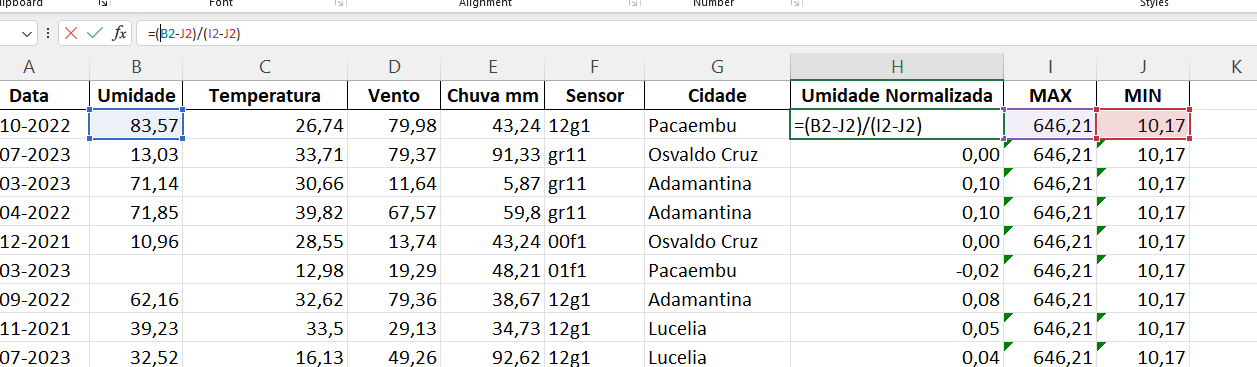 Font Alignment Number Styles
fx =(B2-J2)/(I2-J2)
A B C D E F G H I J K
Data Umidade Temperatura Vento Chuva mm Sensor Cidade Umidade Normalizada MAX MIN
10-2022 83,57 26,74 79,98 43,24 12g1 Pacaembu =(B2-J2)/(I2-J2) 646,21 10,17
07-2023 13,03 33,71 79,37 91,33 gr11 Osvaldo Cruz 0,00 646,21 10,17
03-2023 71,14 30,66 11,64 5,87 gr11 Adamantina 0,10 646,21 10,17
04-2022 71,85 39,82 67,57 59,8 gr11 Adamantina 0,10 646,21 10,17
12-2021 10,96 28,55 13,74 43,24 00f1 Osvaldo Cruz 0,00 646,21 10,17
03-2023 12,98 19,29 48,21 01f1 Pacaembu -0,02 646,21 10,17
09-2022 62,16 32,62 79,36 38,67 12g1 Adamantina 0,08 646,21 10,17
11-2021 39,23 33,5 29,13 34,73 12g1 Lucelia 0,05 646,21 10,17
07-2023 32,52 16,13 49,26 92,62 12g1 Lucelia 0,04 646,21 10,17